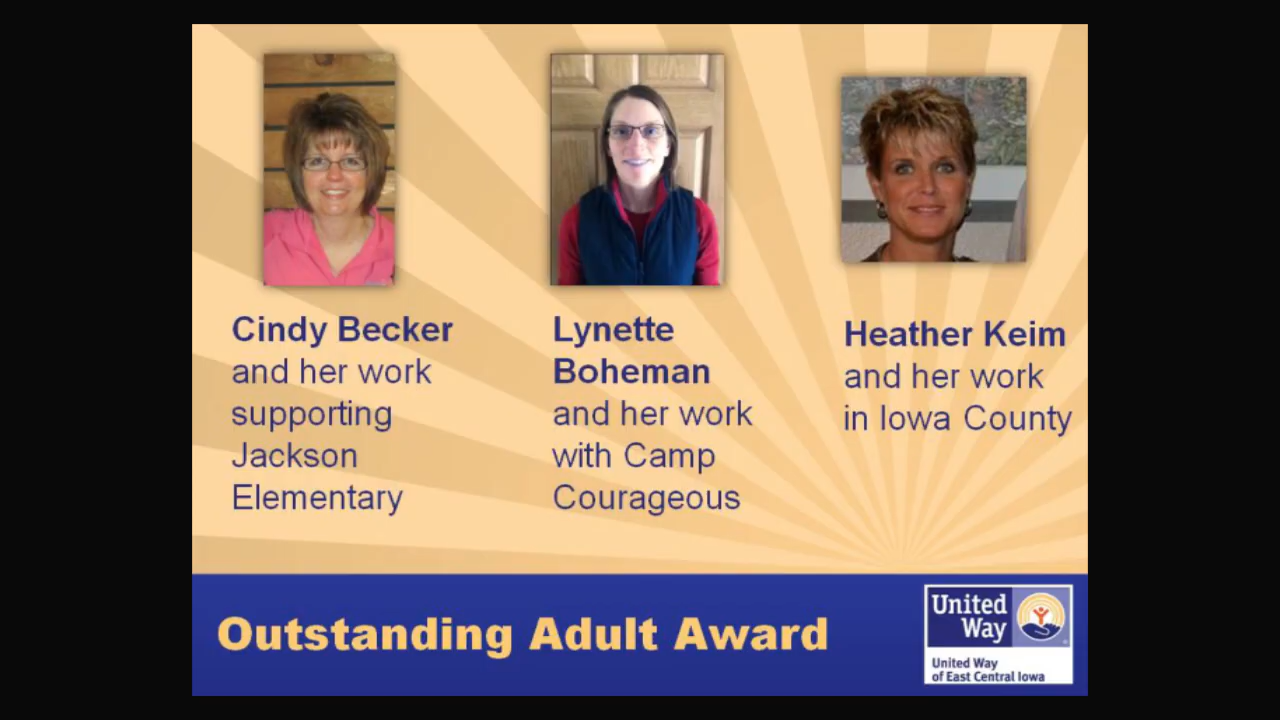 Cindy Becker
and her work
supporting
Jackson
Elementary
Lynette
Boheman
and her work
with Camp
Courageous
Heather Keim
and her work
in Iowa County
Outstanding Adult Award
United
Way
United Way
of East Central Iowa